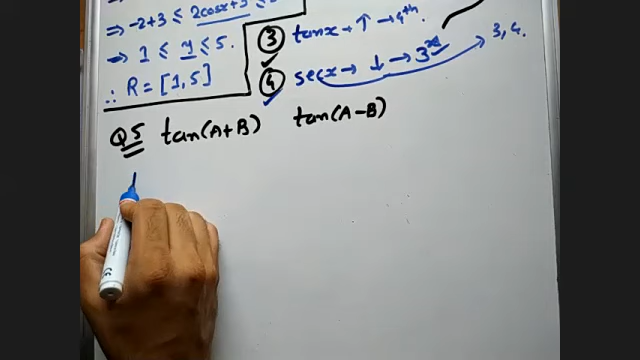 ⇒ -2+3 ≤ 2cosx+3 ≤
⇒ 1 ≤ y ≤ 5.
∴ R = [1,5]
③ tanx → ↑ → 4th.
④ secx → ↓ → 3rd → 3,4.
Q5 tan(A+B) tan(A-B)